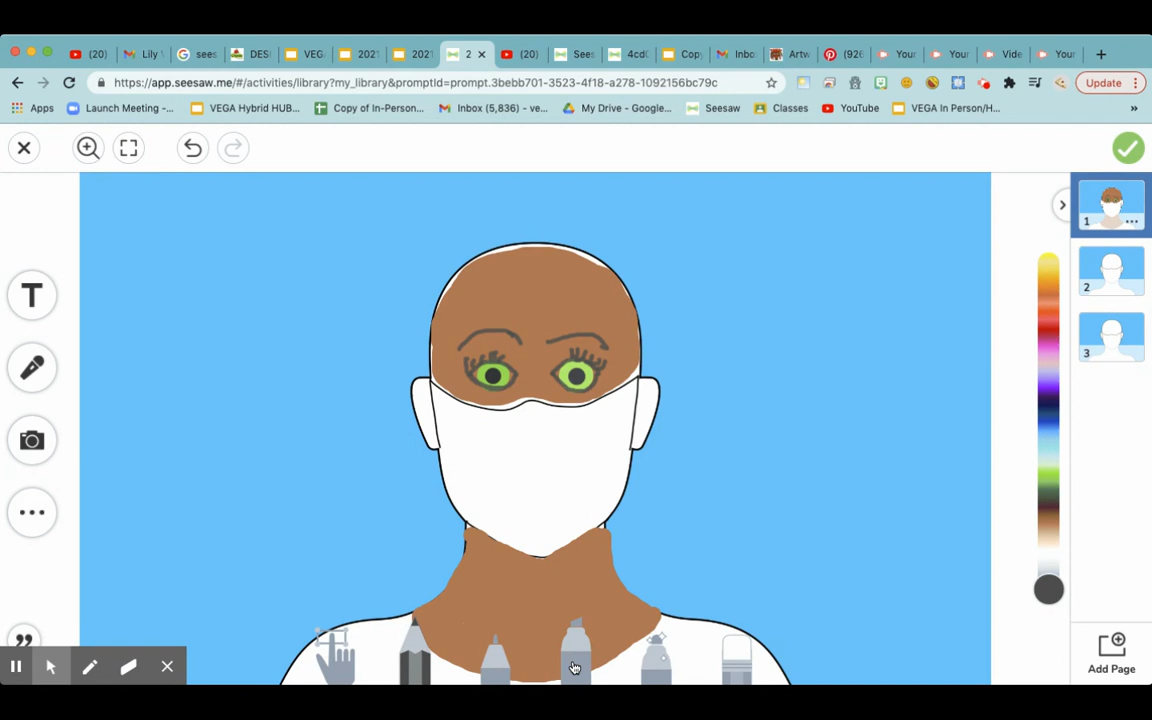 (20) Lily sees DES VEG 202 202 2 (20) See 4cd Cop Inbo Artw (926 Your Your Vide Your
https://app.seesaw.me/#/activities/library?my_library&promptId=prompt.3bebb701-3523-4f18-a278-1092156bc79c Update
Apps Launch Meeting -... VEGA Hybrid HUB... Copy of In-Person... Inbox (5,836) - ve... My Drive - Google... Seesaw Classes YouTube VEGA In Person/H... »
1 ...
T
2
3
Add Page